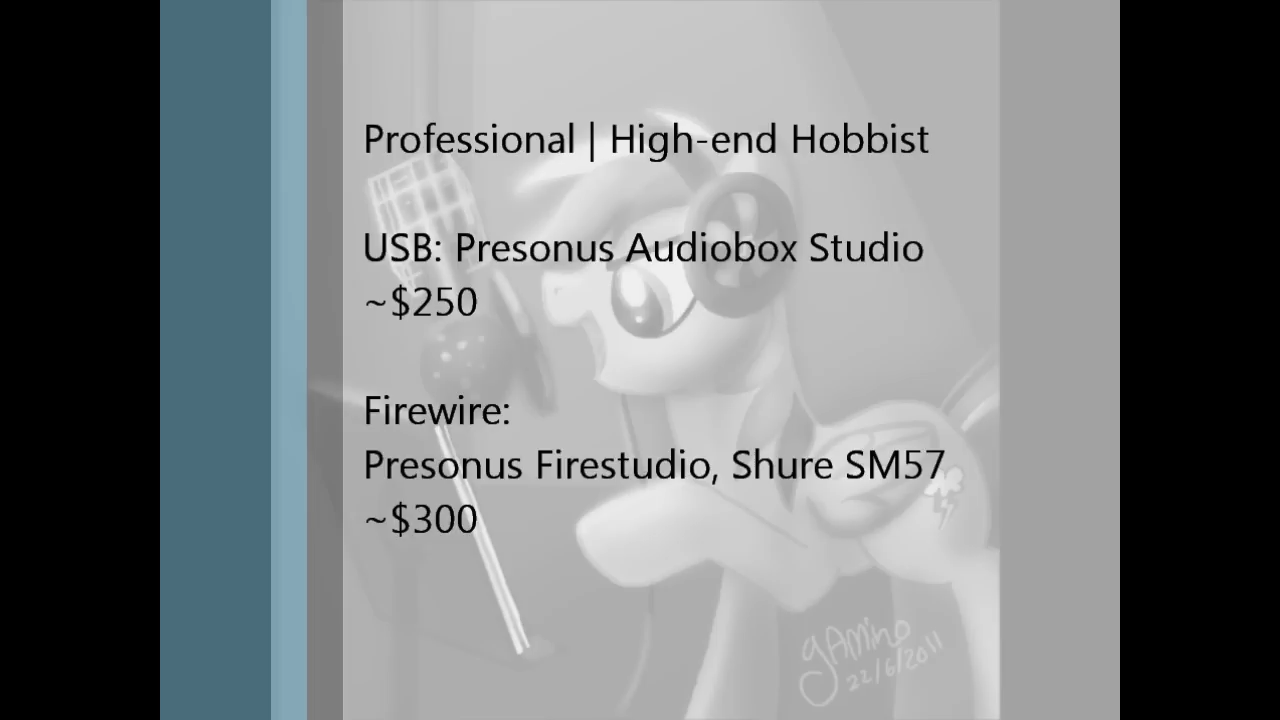 Professional | High-end Hobbist
USB: Presonus Audiobox Studio
~$250
Firewire:
Presonus Firestudio, Shure SM57
~$300
gAMino
22/6/2011